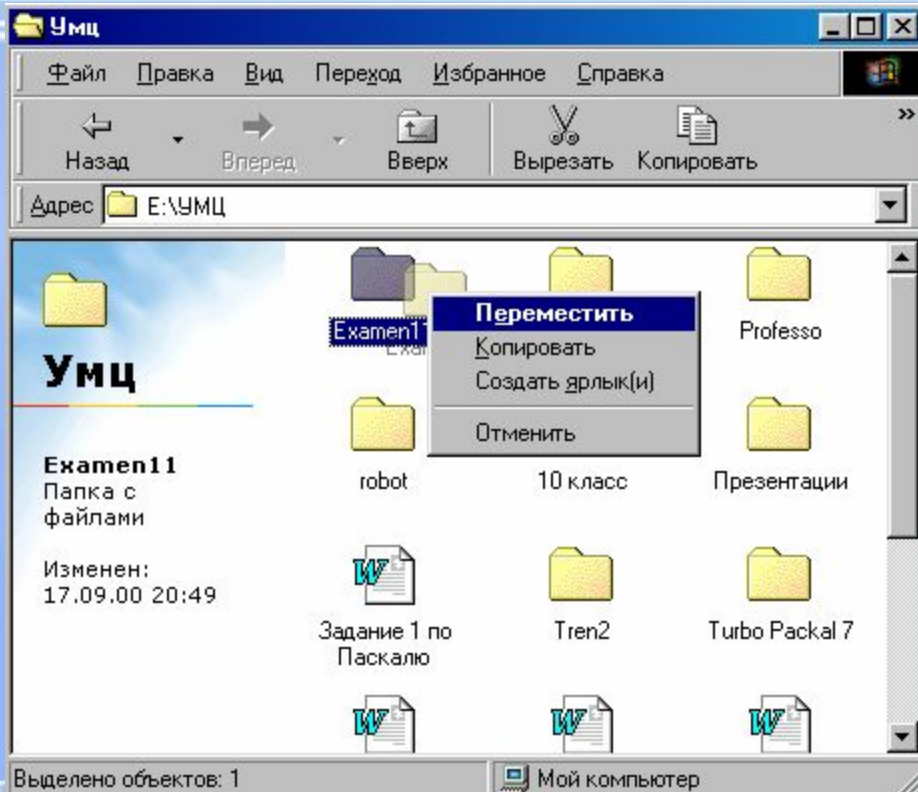 Умц
Файл Правка Вид Переход Избранное Справка
Назад Вперед Вверх Вырезать Копировать »
Адрес E:\УМЦ
Умц
Examen11
Папка с
файлами
Изменен:
17.09.00 20:49
Examen11
Переместить
Копировать
Создать ярлык(и)
Отменить
Professo
robot 10 класс Презентации
Задание 1 по
Паскалю
Tren2 Turbo Packal 7
Выделено объектов: 1 Мой компьютер